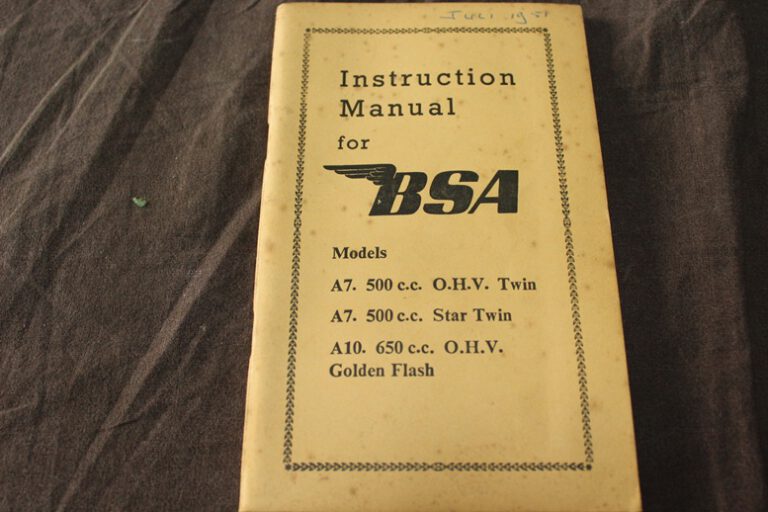 Instruction
Manual
for
BSA
Models
A7. 500 c.c. O.H.V. Twin
A7. 500 c.c. Star Twin
A10. 650 c.c. O.H.V.
Golden Flash